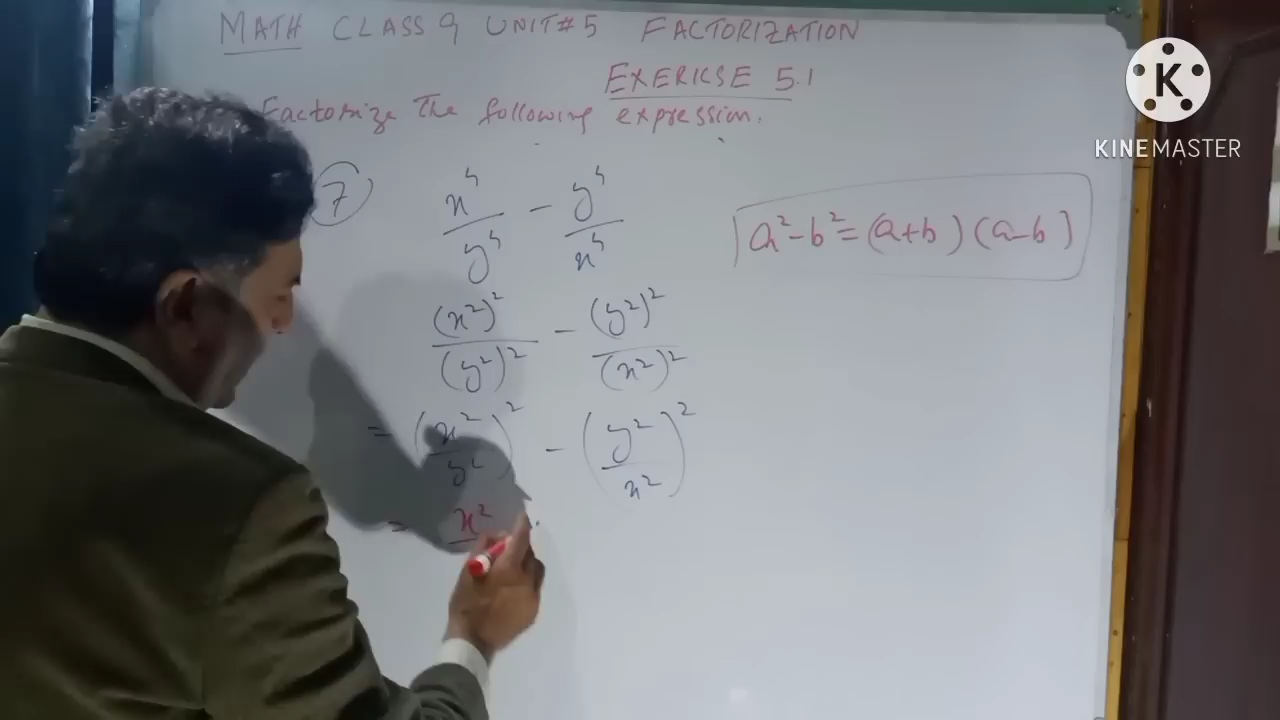 MATH CLASS 9 UNIT#5 FACTORIZATION
EXERICSE 5.1
Factorize The following expression.
K
KINEMASTER
7 x⁴/y⁴ - y⁴/x⁴
a² - b² = (a+b) (a-b)
(x²)²/(y²)² - (y²)²/(x²)²
= (x²/y²)² - (y²/x²)²
= x²